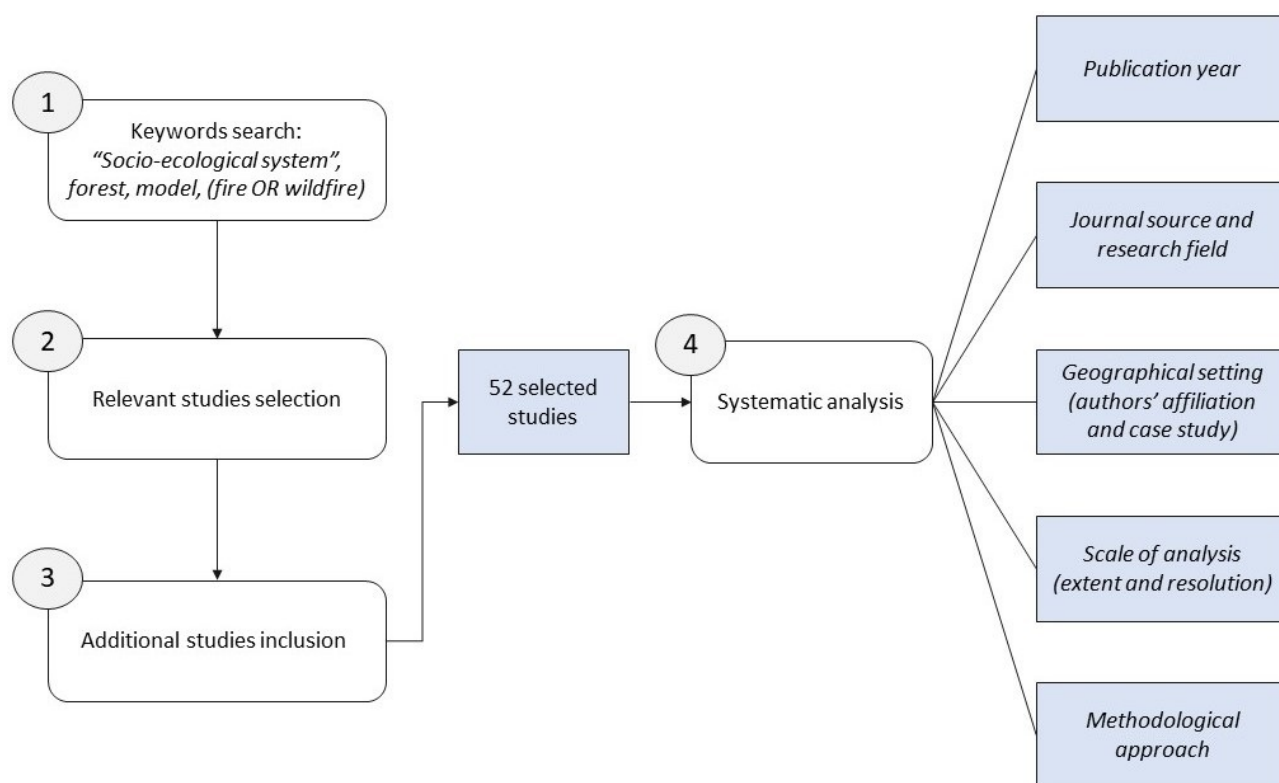 1
Keywords search:
“Socio-ecological system”,
forest, model, (fire OR wildfire)
2
Relevant studies selection
3
Additional studies inclusion
52 selected
studies
4
Systematic analysis
Publication year
Journal source and
research field
Geographical setting
(authors’ affiliation
and case study)
Scale of analysis
(extent and resolution)
Methodological
approach